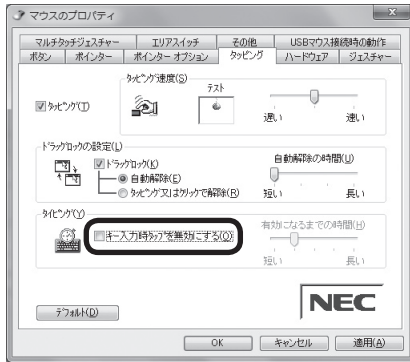 マウスのプロパティ
マルチタッチジェスチャー エリアスイッチ その他 USBマウス接続時の動作
ボタン ポインター ポインター オプション タッピング ハードウェア ジェスチャー
タッピング(T)
タッピング速度(S)
テスト
遅い 速い
ドラッグロックの設定(L)
ドラッグロック(K)
自動解除(E)
タッピング又はクリックで解除(R)
自動解除の時間(U)
短い 長い
タイピング(Y)
キー入力時タップを無効にする(O)
有効になるまでの時間(H)
短い 長い
デフォルト(D)
NEC
OK キャンセル 適用(A)